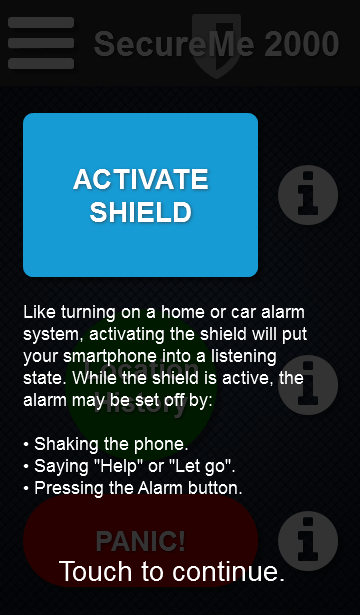 SecureMe 2000
ACTIVATE
SHIELD
Like turning on a home or car alarm
system, activating the shield will put
your smartphone into a listening
state. While the shield is active, the
alarm may be set off by:
Location
History
• Shaking the phone.
• Saying "Help" or "Let go".
• Pressing the Alarm button.
PANIC!
Touch to continue.